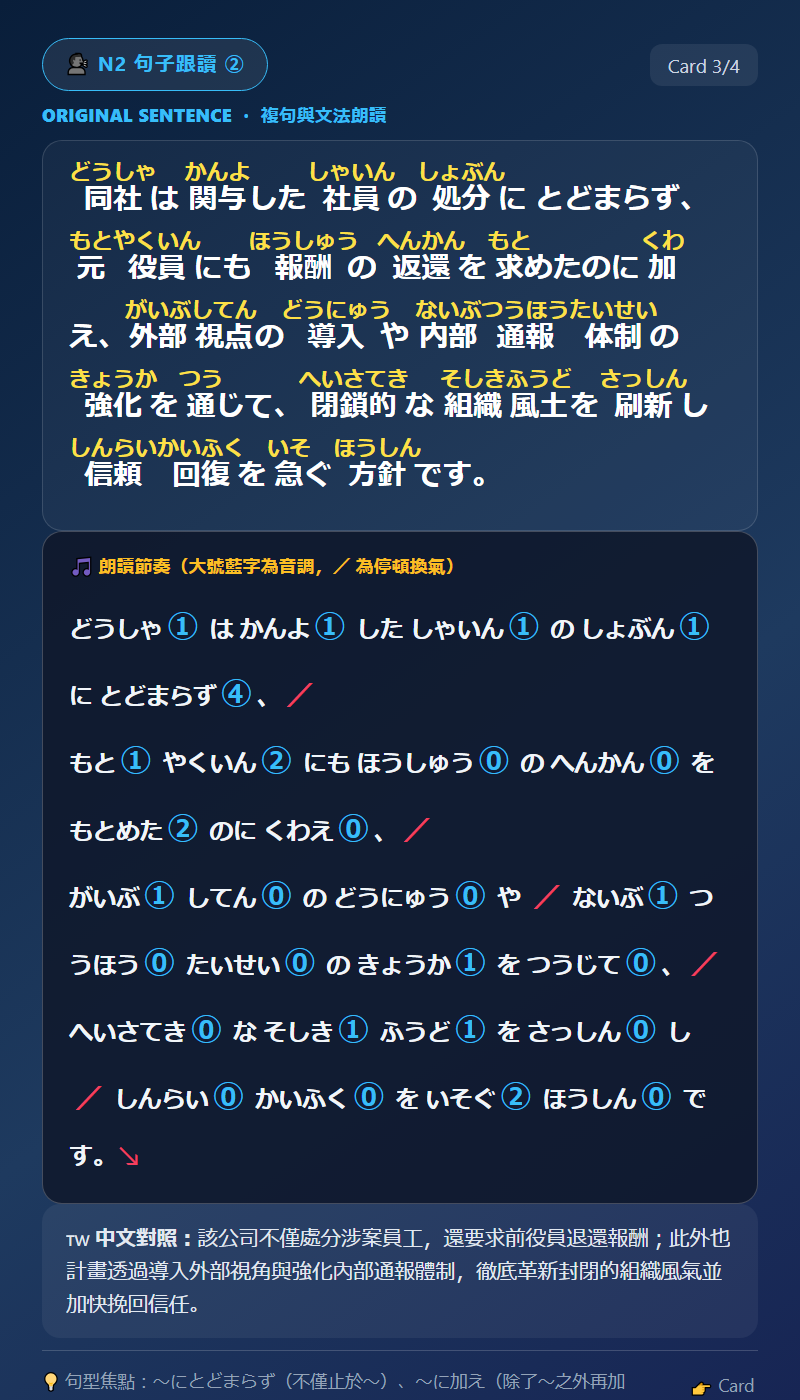 N2 句子跟讀 ②
Card 3/4
ORIGINAL SENTENCE · 複句與文法朗讀
どうしゃ かんよ しゃいん しょぶん
同社 は 関与した 社員 の 処分 に とどまらず、
もとやくいん ほうしゅう へんかん もと くわ
元 役員 にも 報酬 の 返還 を 求めたのに 加
がいぶしてん どうにゅう ないぶつうほうたいせい
え、外部 視点の 導入 や 内部 通報 体制 の
きょうか つう へいさてき そしきふうど さっしん
強化 を 通じて、 閉鎖的 な 組織 風土を 刷新 し
しんらいかいふく いそ ほうしん
信頼 回復 を 急ぐ 方針 です。
朗讀節奏（大號藍字為音調，／ 為停頓換氣）
どうしゃ ① は かんよ ① した しゃいん ① の しょぶん ①
に とどまらず ④ 、 ／
もと ① やくいん ② にも ほうしゅう ⓪ の へんかん ⓪ を
もとめた ② のに くわえ ⓪ 、 ／
がいぶ ① してん ⓪ の どうにゅう ⓪ や ／ ないぶ ① つ
うほう ⓪ たいせい ⓪ の きょうか ① を つうじて ⓪ 、 ／
へいさてき ⓪ な そしき ① ふうど ① を さっしん ⓪ し
／ しんらい ⓪ かいふく ⓪ を いそぐ ② ほうしん ⓪ で
す。↘
TW 中文對照：該公司不僅處分涉案員工，還要求前役員退還報酬；此外也
計畫透過導入外部視角與強化內部通報體制，徹底革新封閉的組織風氣並
加快挽回信任。
句型焦點：～にとどまらず（不僅止於～）、～に加え（除了～之外再加
Card